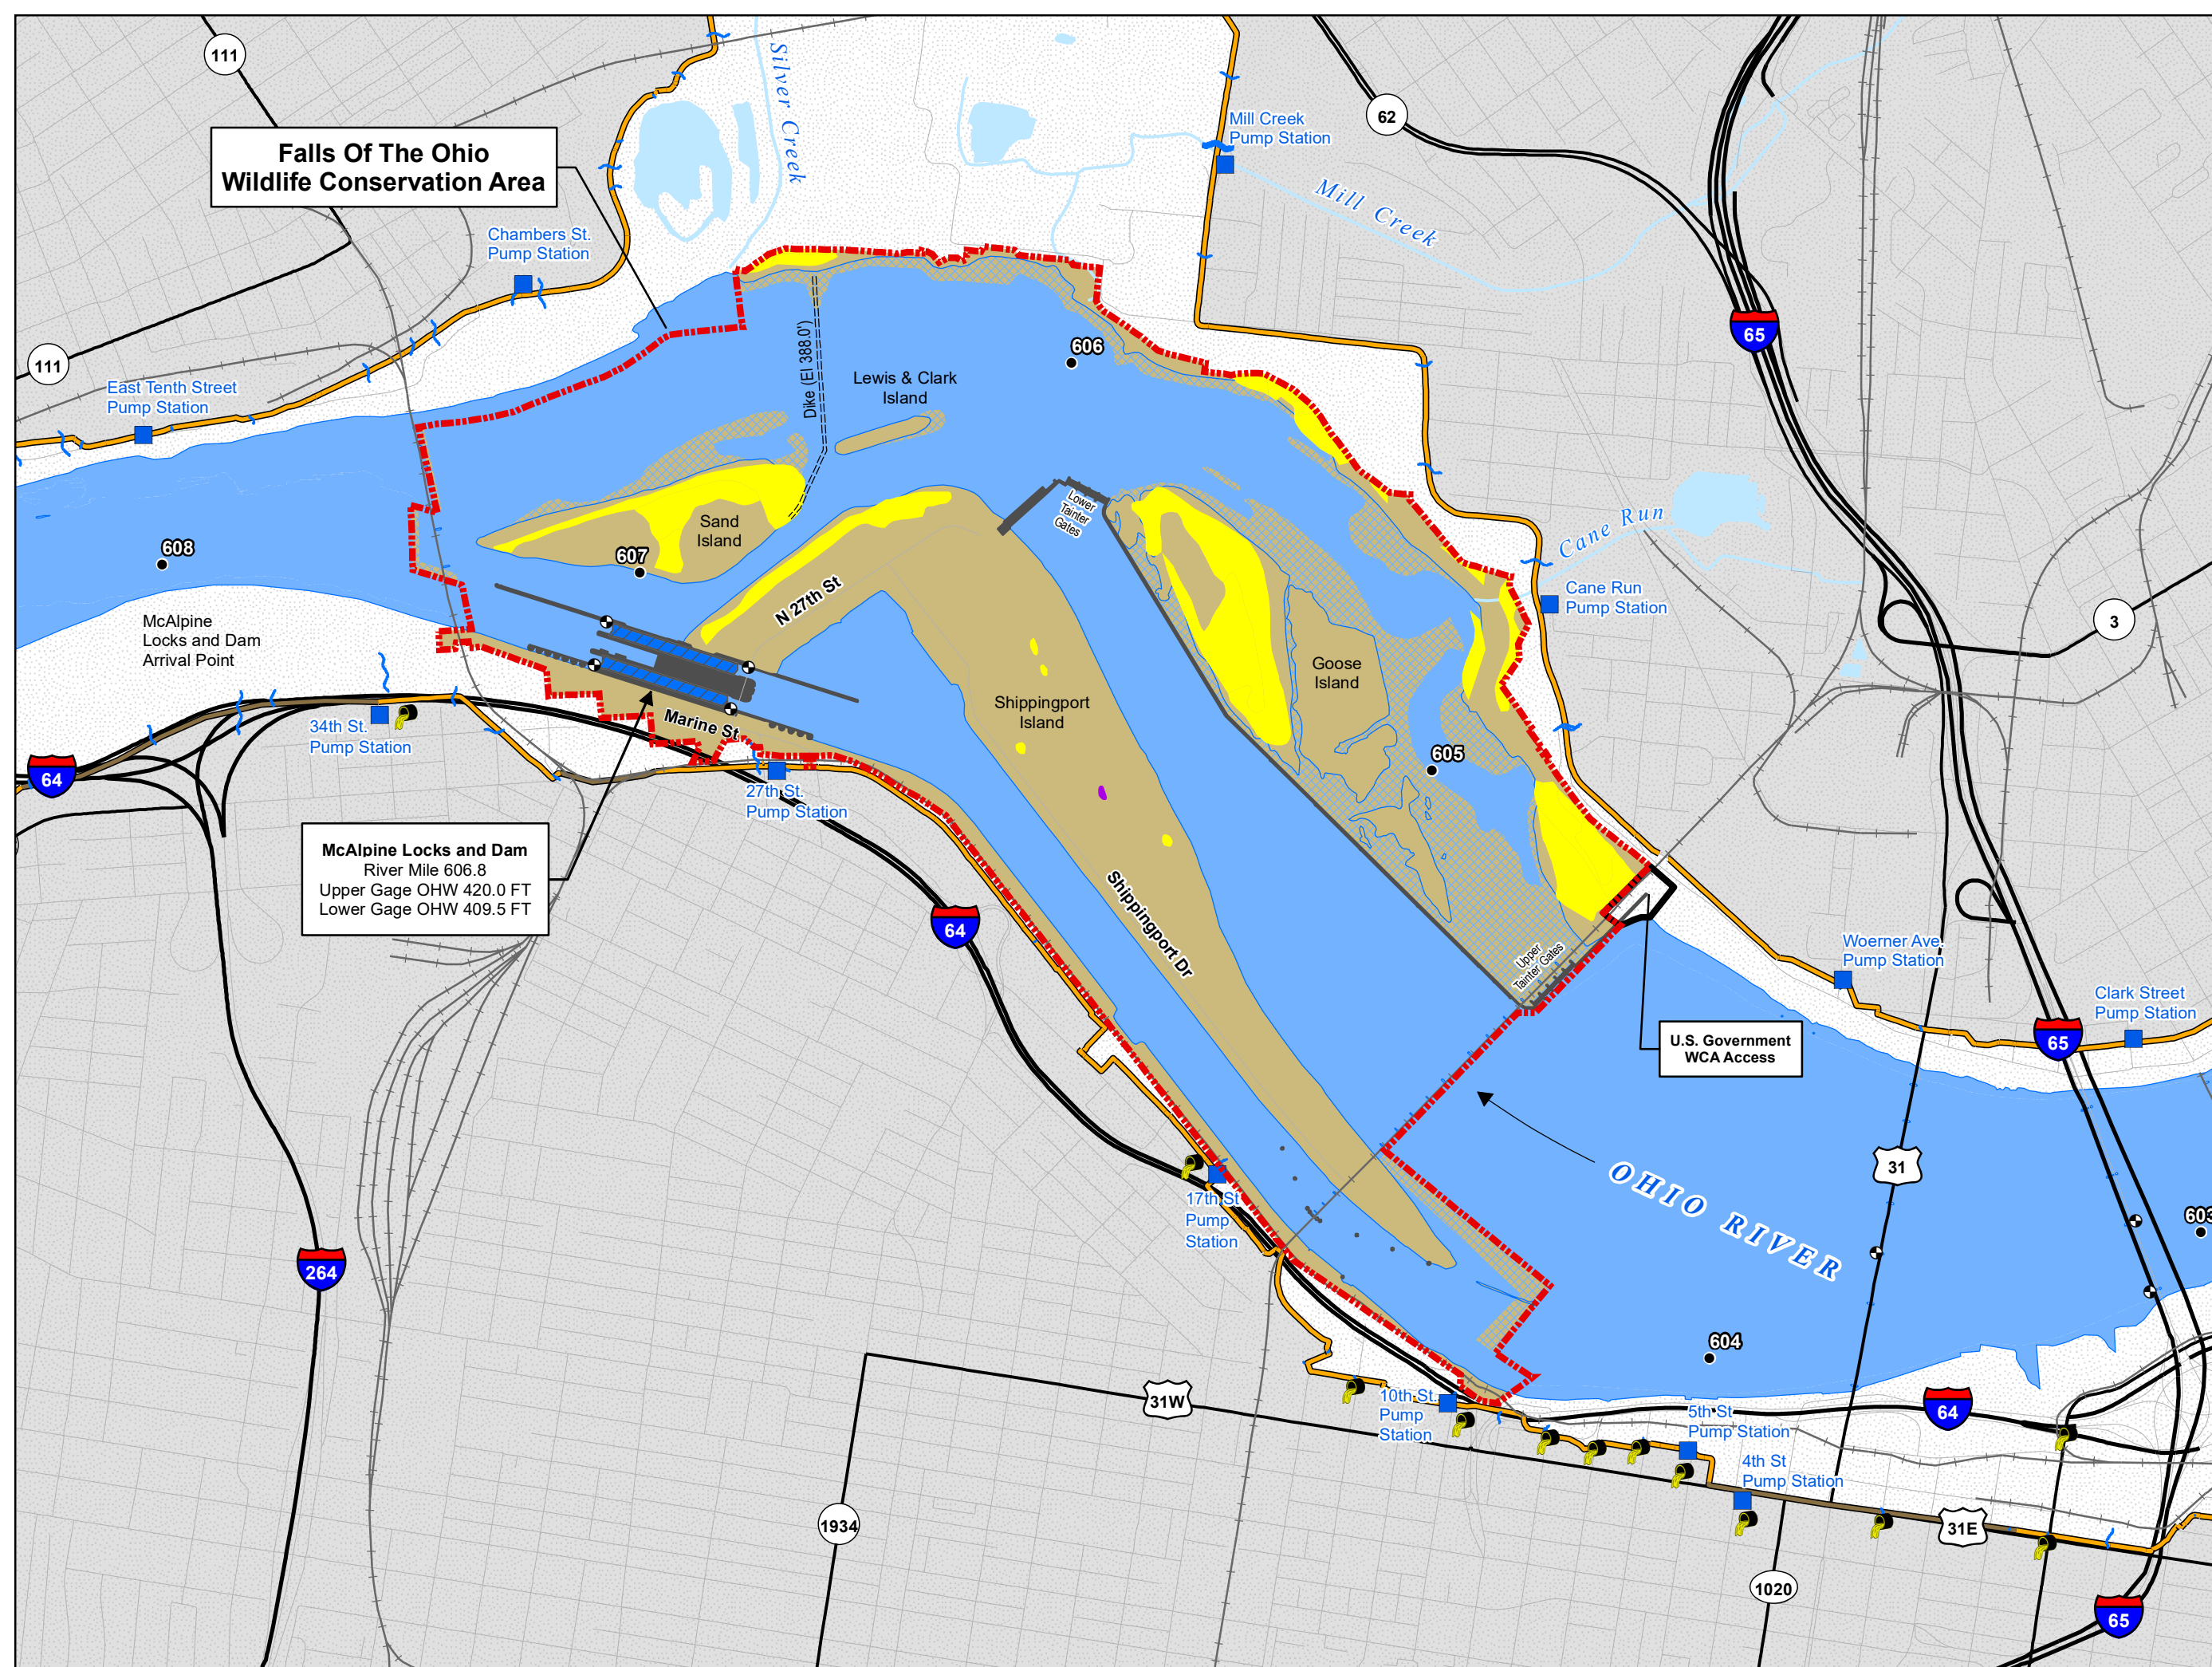 111
Silver Creek
62
Mill Creek
Pump Station
Falls Of The Ohio
Wildlife Conservation Area
Mill Creek
Chambers St.
Pump Station
65
111
606
Dike (El 388.0')
Lewis & Clark
Island
East Tenth Street
Pump Station
Lower
Tainter
Gates
Sand
Island
Cane Run
608
607
Cane Run
Pump Station
N 27th St
3
McAlpine
Locks and Dam
Arrival Point
Goose
Island
Shippingport
Island
Marine St.
34th St.
Pump Station
605
64
27th St.
Pump Station
McAlpine Locks and Dam
River Mile 606.8
Upper Gage OHW 420.0 FT
Lower Gage OHW 409.5 FT
Shippingport Dr
64
Upper
Tainter Gates
Woerner Ave.
Pump Station
Clark Street
Pump Station
U.S. Government
WCA Access
65
31
OHIO RIVER
17th St
Pump
Station
603
264
604
31W
10th St.
Pump
Station
64
5th St
Pump Station
4th St
Pump Station
1934
31E
1020
65